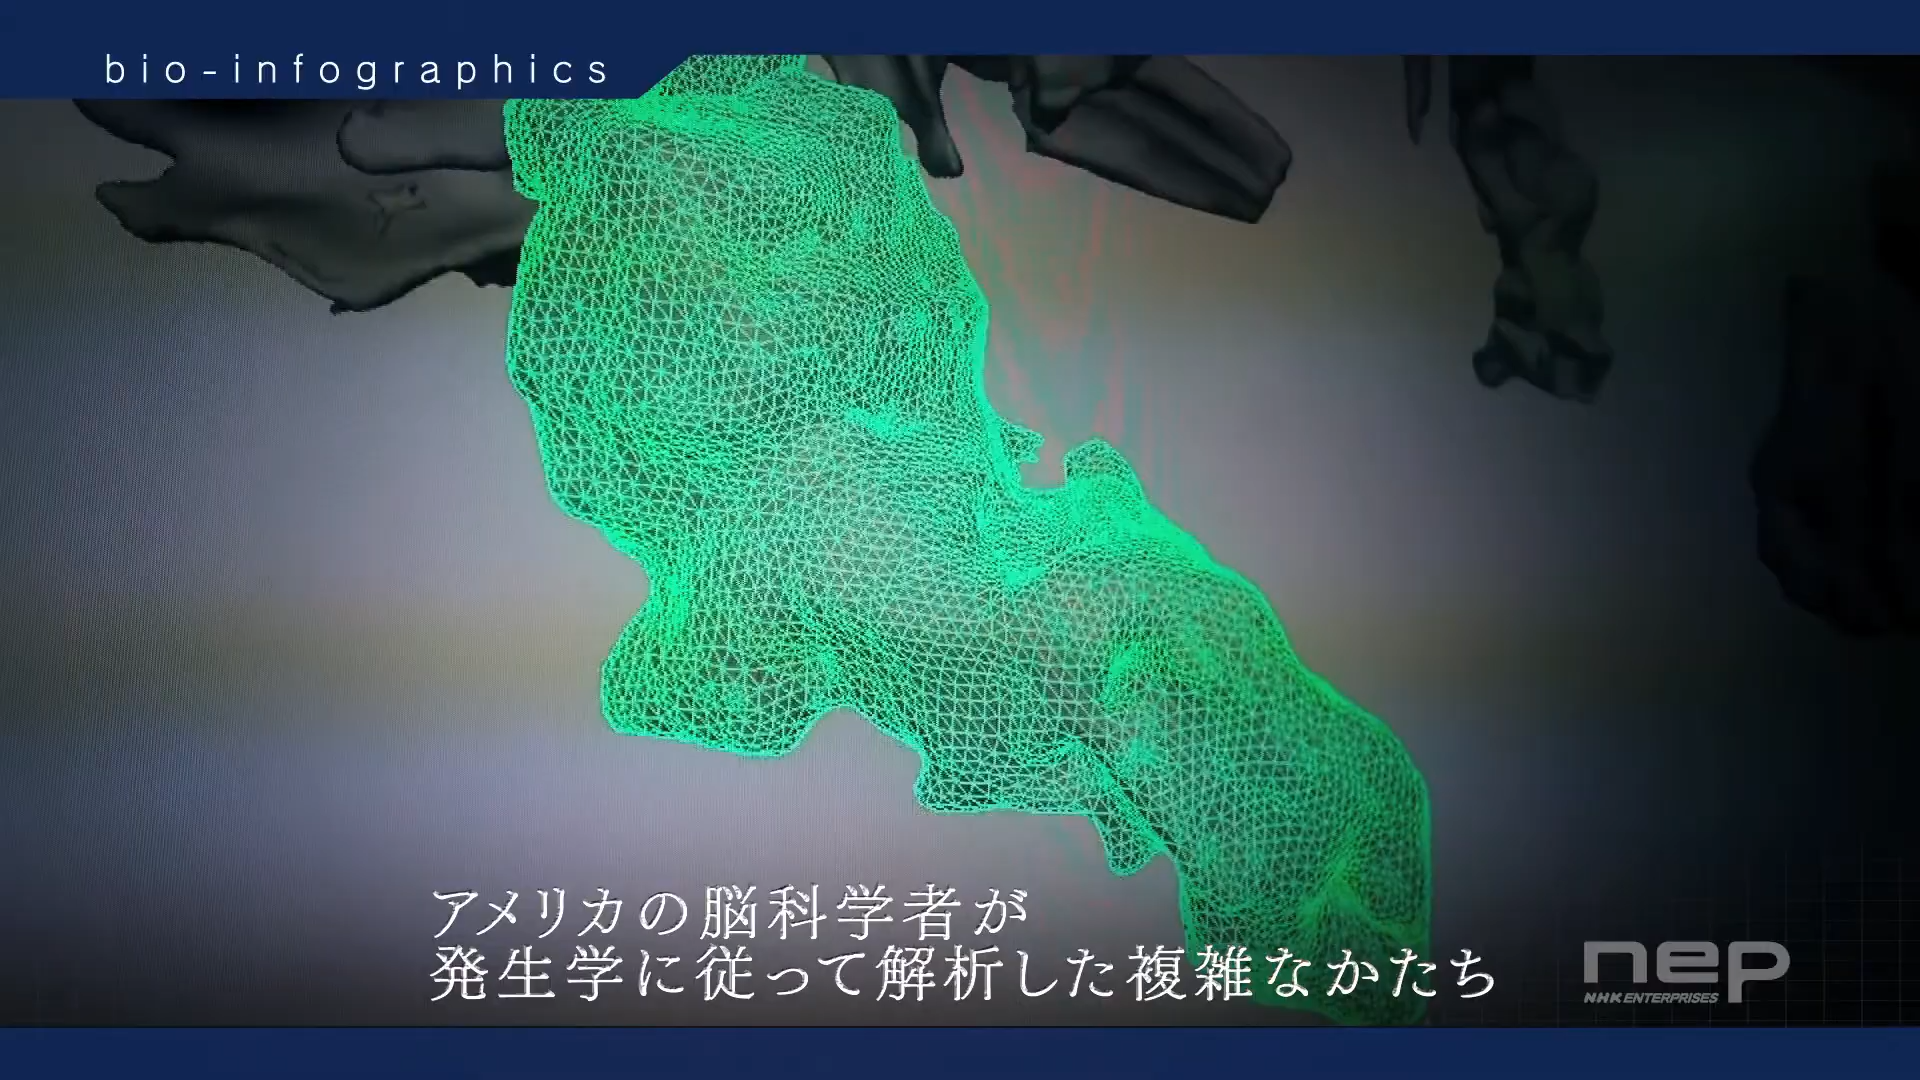 bio-infographics
アメリカの脳科学者が
発生学に従って解析した複雑なかたち
nep
NHK ENTERPRISES